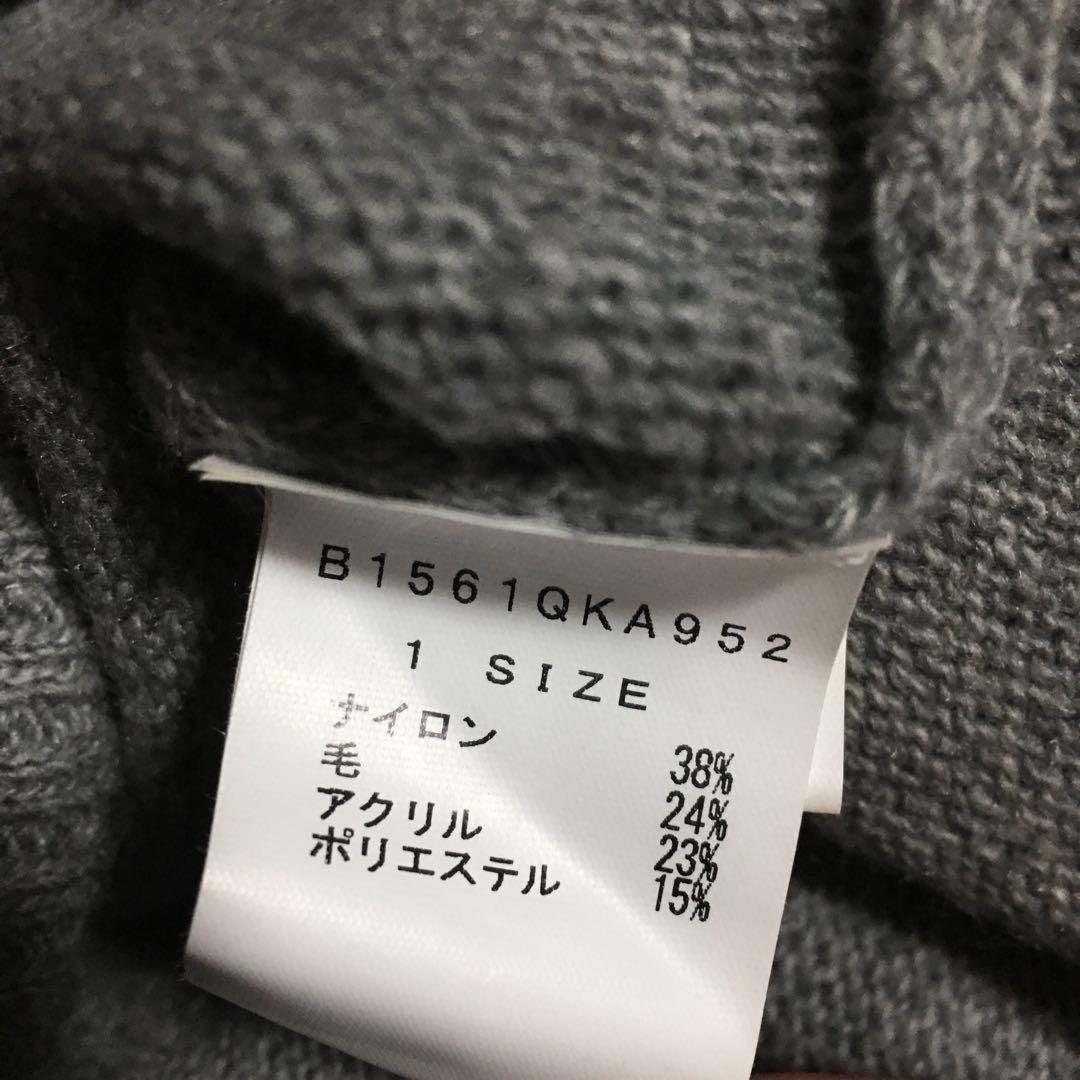 B1561QKA952
1 SIZE
ナイロン 38%
毛 24%
アクリル 23%
ポリエステル 15%